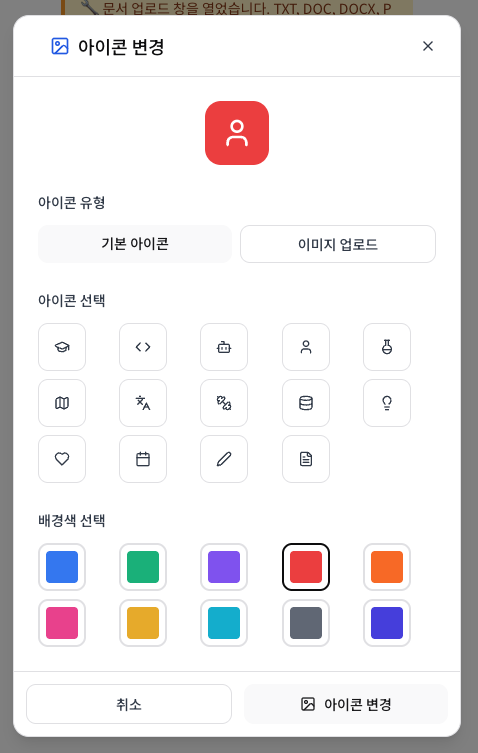 문서 업로드 창을 열었습니다. TXT, DOC, DOCX, P
아이콘 변경
아이콘 유형
기본 아이콘
이미지 업로드
아이콘 선택
배경색 선택
취소
아이콘 변경